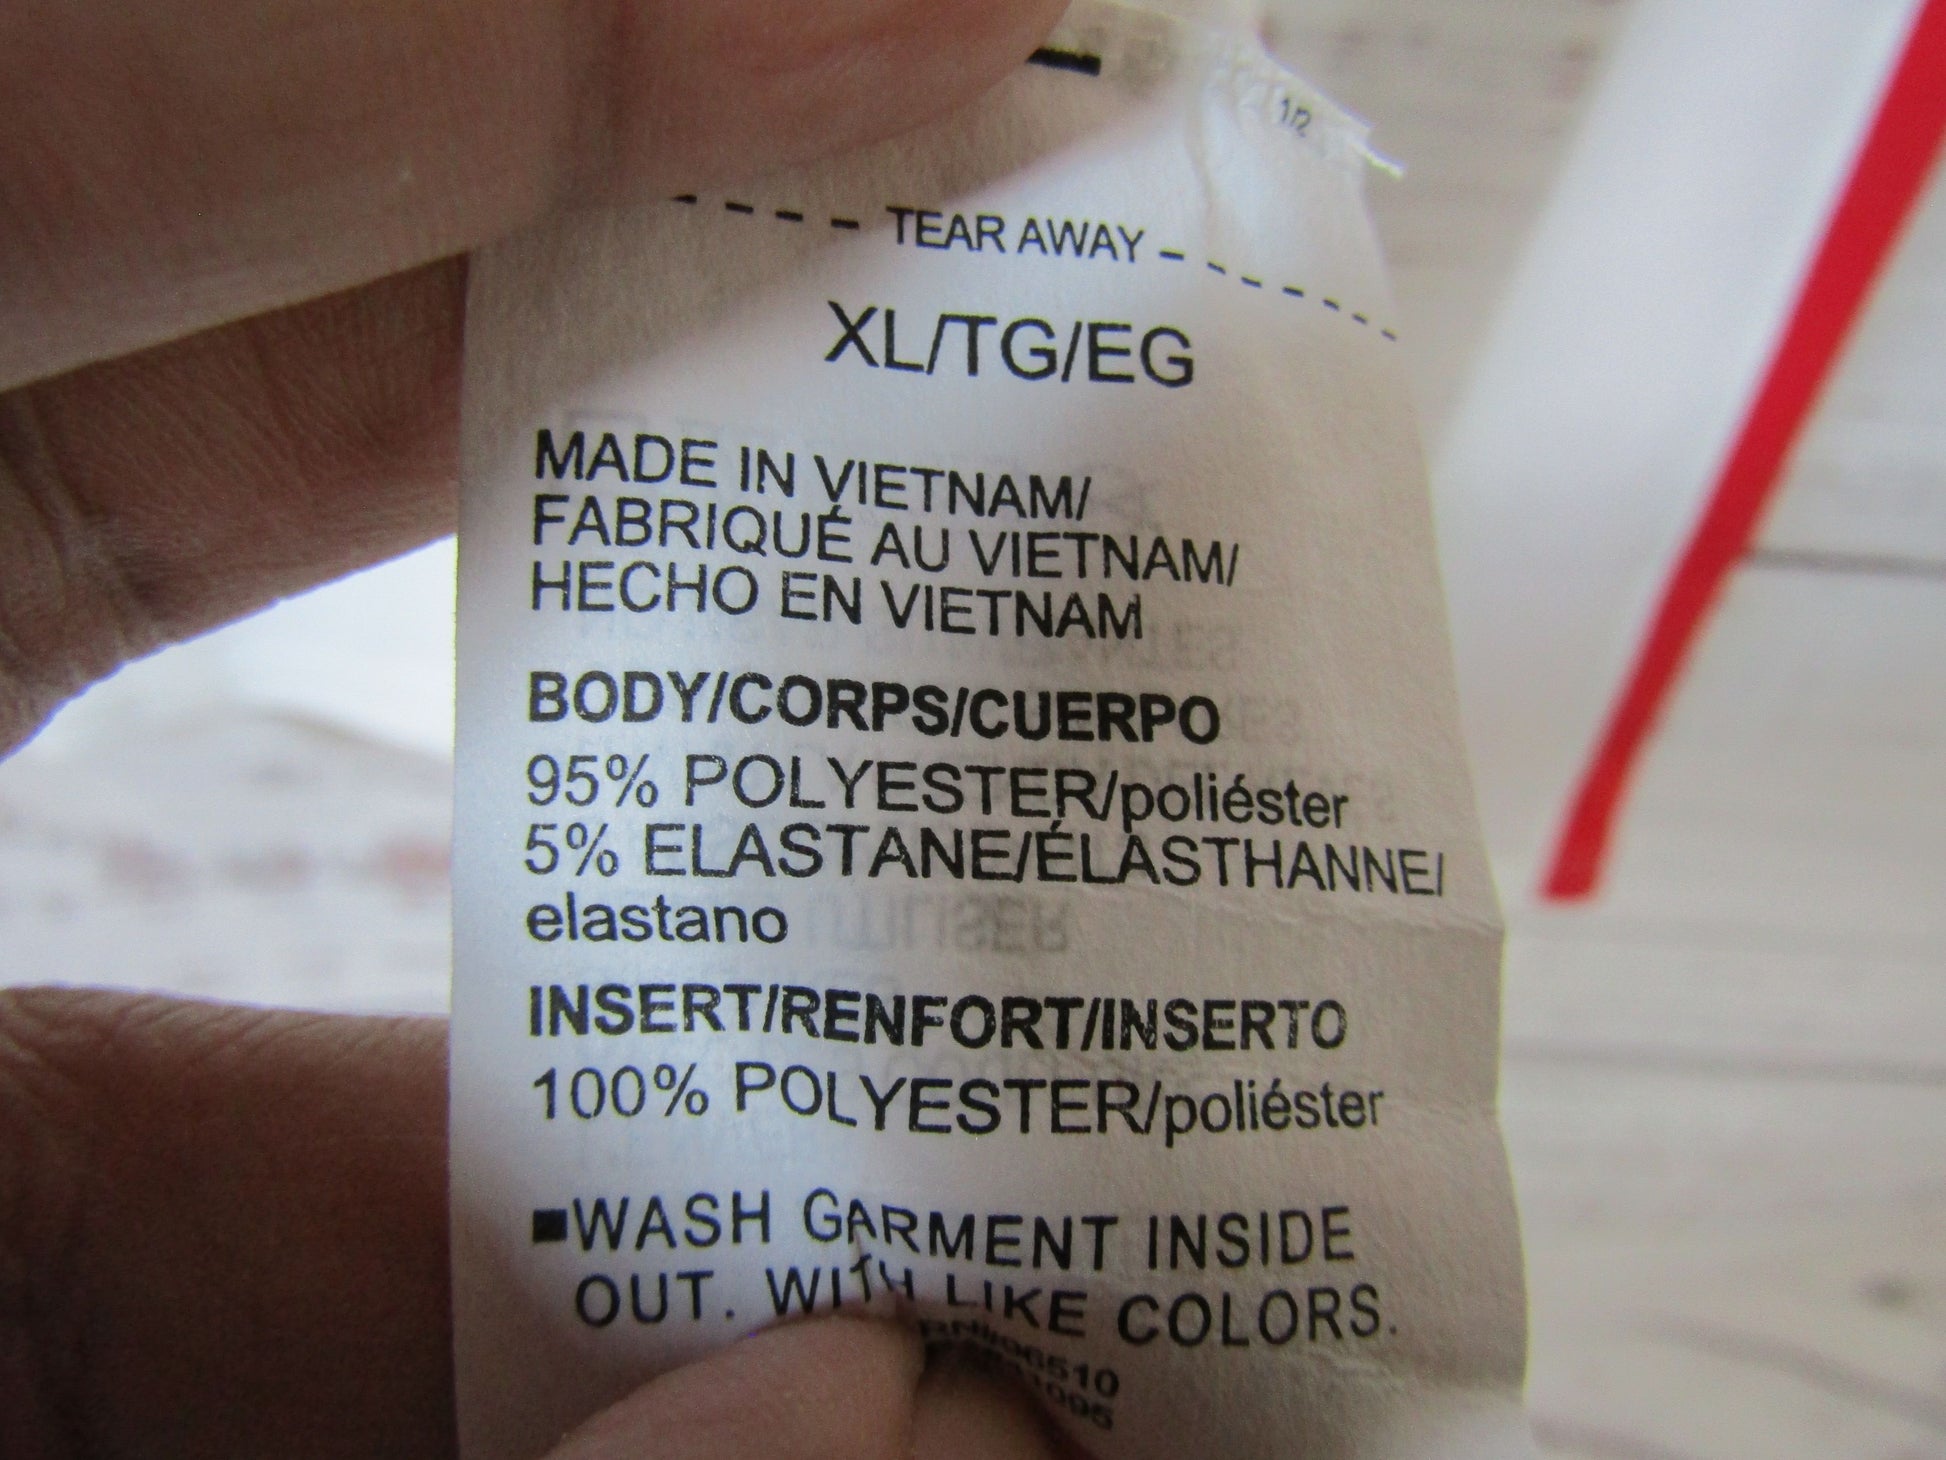 1/2
TEAR AWAY
XL/TG/EG
MADE IN VIETNAM/
FABRIQUÉ AU VIETNAM/
HECHO EN VIETNAM
BODY/CORPS/CUERPO
95% POLYESTER/poliéster
5% ELASTANE/ÉLASTHANNE/
elastano
INSERT/RENFORT/INSERTO
100% POLYESTER/poliéster
■WASH GARMENT INSIDE
OUT. WITH LIKE COLORS.